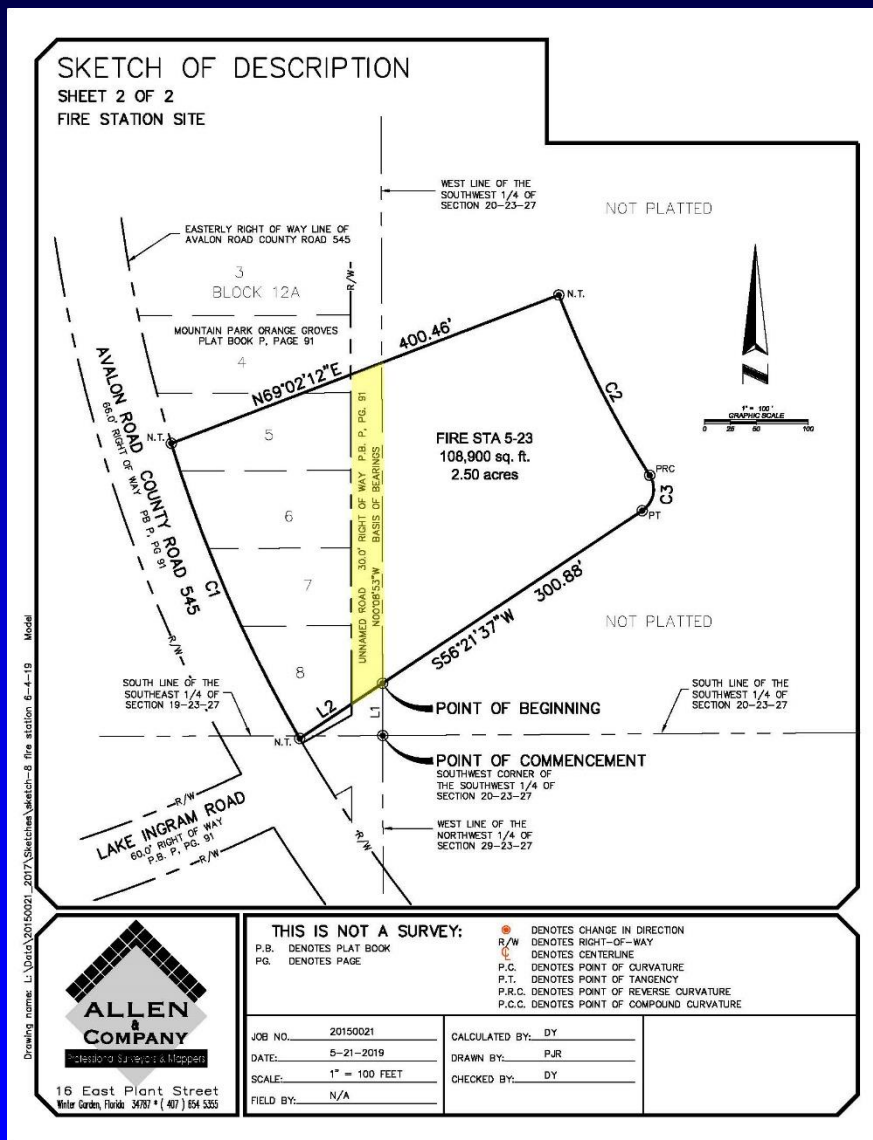 SKETCH OF DESCRIPTION
SHEET 2 OF 2
FIRE STATION SITE
WEST LINE OF THE
SOUTHWEST 1/4 OF
SECTION 20-23-27
NOT PLATTED
EASTERLY RIGHT OF WAY LINE OF
AVALON ROAD COUNTY ROAD 545
3
BLOCK 12A
R/W
N.T.
MOUNTAIN PARK ORANGE GROVES
PLAT BOOK P, PAGE 91
4
400.46'
N69°02'12"E
C2
1" = 100'
GRAPHIC SCALE
0 25 50 100
AVALON ROAD COUNTY ROAD 545
66.0' RIGHT OF WAY PB P, PG 91
N.T.
5
UNNAMED ROAD 30.0' RIGHT OF WAY P.B. P, PG. 91
N00°08'53"W BASIS OF BEARINGS
FIRE STA 5-23
108,900 sq. ft.
2.50 acres
PRC
C3
PT
6
C1
7
300.88'
S56°21'37"W
NOT PLATTED
R/W
8
SOUTH LINE OF THE
SOUTHEAST 1/4 OF
SECTION 19-23-27
L2
L1
POINT OF BEGINNING
SOUTH LINE OF THE
SOUTHWEST 1/4 OF
SECTION 20-23-27
N.T.
POINT OF COMMENCEMENT
SOUTHWEST CORNER OF
THE SOUTHWEST 1/4 OF
SECTION 20-23-27
R/W
LAKE INGRAM ROAD
60.0' RIGHT OF WAY
P.B. P, PG. 91
R/W
R/W
WEST LINE OF THE
NORTHWEST 1/4 OF
SECTION 29-23-27
Drawing name: L:\Data\20150021_2017\Sketches\sketch-8 fire station 6-4-19 Model
ALLEN
&
COMPANY
Professional Surveyors & Mappers
16 East Plant Street
Winter Garden, Florida 34787 * ( 407 ) 654 5355
THIS IS NOT A SURVEY:
P.B. DENOTES PLAT BOOK
PG. DENOTES PAGE
DENOTES CHANGE IN DIRECTION
R/W DENOTES RIGHT-OF-WAY
℄ DENOTES CENTERLINE
P.C. DENOTES POINT OF CURVATURE
P.T. DENOTES POINT OF TANGENCY
P.R.C. DENOTES POINT OF REVERSE CURVATURE
P.C.C. DENOTES POINT OF COMPOUND CURVATURE
JOB NO. 20150021
DATE: 5-21-2019
SCALE: 1" = 100 FEET
FIELD BY: N/A
CALCULATED BY: DY
DRAWN BY: PJR
CHECKED BY: DY